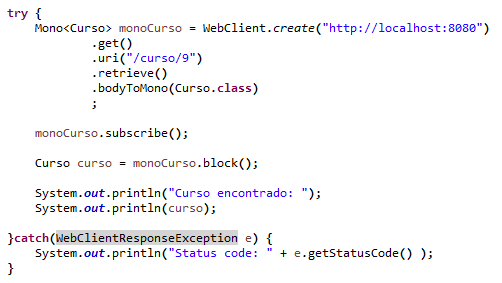 try {
    Mono<Curso> monoCurso = WebClient.create("http://localhost:8080")
            .get()
            .uri("/curso/9")
            .retrieve()
            .bodyToMono(Curso.class)
            ;
    monoCurso.subscribe();
    Curso curso = monoCurso.block();
    System.out.println("Curso encontrado: ");
    System.out.println(curso);
}catch(WebClientResponseException e) {
    System.out.println("Status code: " + e.getStatusCode() );
}